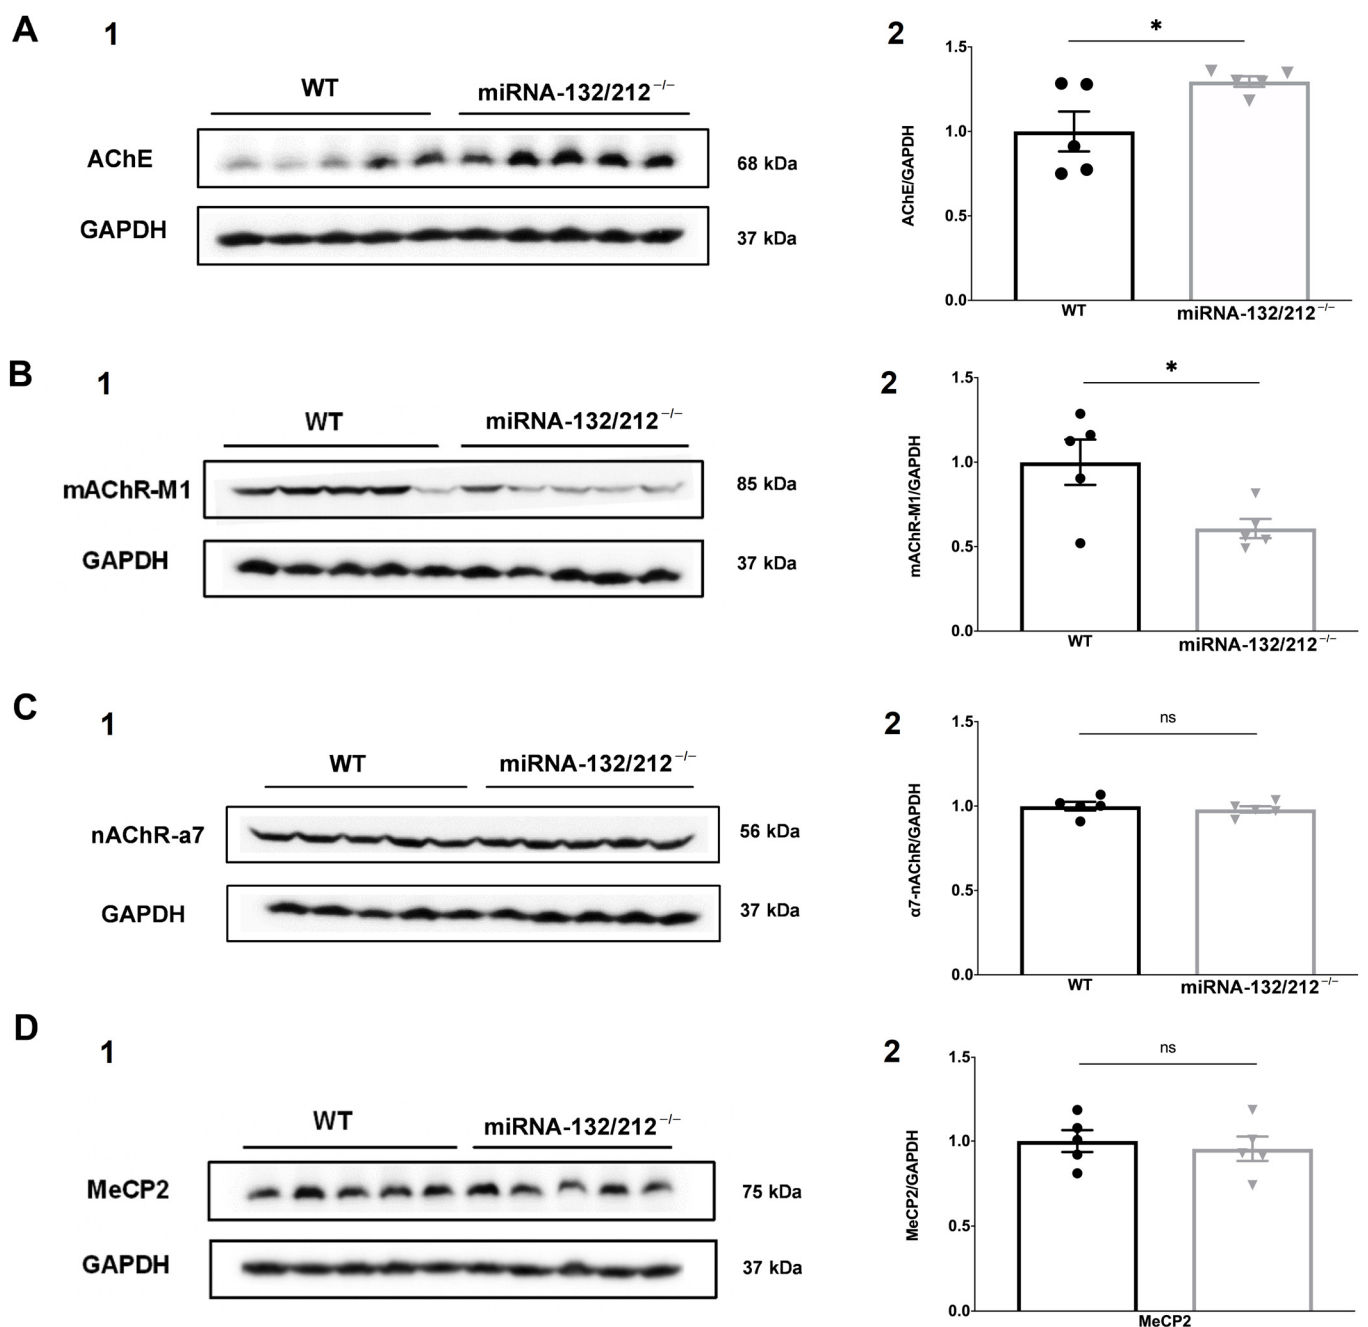 A
1
WT
miRNA-132/212⁻/⁻
AChE
68 kDa
GAPDH
37 kDa
2
*
1.5
1.0
0.5
0.0
AChE/GAPDH
WT
miRNA-132/212⁻/⁻
B
1
WT
miRNA-132/212⁻/⁻
mAChR-M1
85 kDa
GAPDH
37 kDa
2
*
1.5
1.0
0.5
0.0
mAChR-M1/GAPDH
WT
miRNA-132/212⁻/⁻
C
1
WT
miRNA-132/212⁻/⁻
nAChR-a7
56 kDa
GAPDH
37 kDa
2
ns
1.5
1.0
0.5
0.0
α7-nAChR/GAPDH
WT
miRNA-132/212⁻/⁻
D
1
WT
miRNA-132/212⁻/⁻
MeCP2
75 kDa
GAPDH
37 kDa
2
ns
1.5
1.0
0.5
0.0
MeCP2/GAPDH
MeCP2